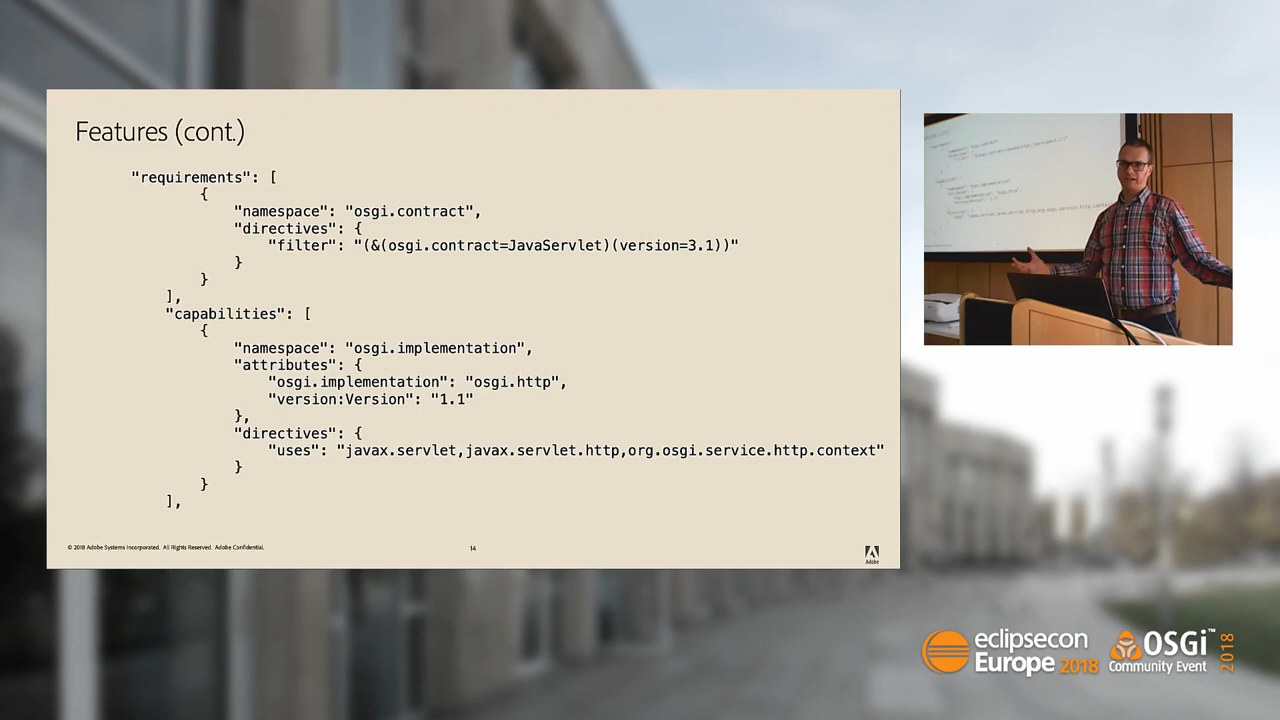 Features (cont.)
"requirements": [
{
"namespace": "osgi.contract",
"directives": {
"filter": "(&(osgi.contract=JavaServlet)(version=3.1))"
}
}
],
"capabilities": [
{
"namespace": "osgi.implementation",
"attributes": {
"osgi.implementation": "osgi.http",
"version:Version": "1.1"
},
"directives": {
"uses": "javax.servlet,javax.servlet.http,org.osgi.service.http.context"
}
}
],
© 2018 Adobe Systems Incorporated. All Rights Reserved. Adobe Confidential.
14
Adobe
eclipsecon
Europe 2018
OSGi™
Community Event
2018